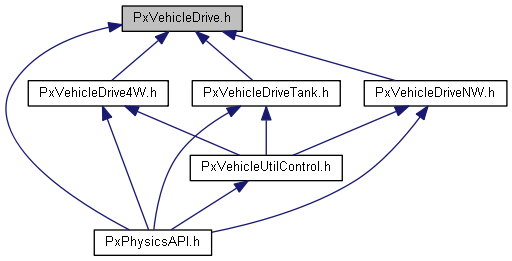 PxVehicleDrive.h
PxVehicleDrive4W.h
PxVehicleDriveTank.h
PxVehicleDriveNW.h
PxVehicleUtilControl.h
PxPhysicsAPI.h